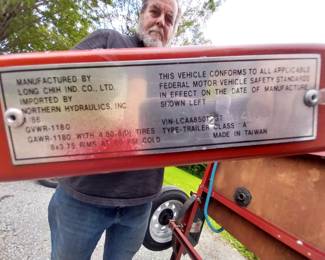 MANUFACTURED BY
LONG CHIH IND. CO., LTD.
IMPORTED BY
NORTHERN HYDRAULICS, INC.
GVWR-1180
GAWR-1180 WITH 4.80-8(B) TIRES
8x3.75 RIMS AT PSI COLD
THIS VEHICLE CONFORMS TO ALL APPLICABLE
FEDERAL MOTOR VEHICLE SAFETY STANDARDS
IN EFFECT ON THE DATE OF MANUFACTURE
SHOWN LEFT
TYPE-TRAILER CLASS A
MADE IN TAIWAN